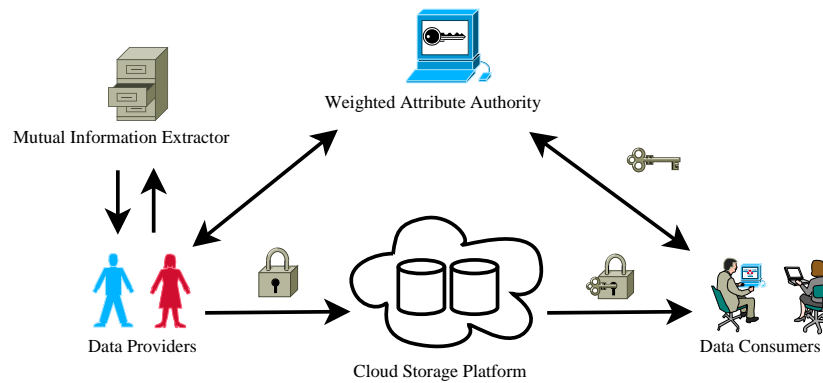 Weighted Attribute Authority
Mutual Information Extractor
Data Providers
Cloud Storage Platform
Data Consumers